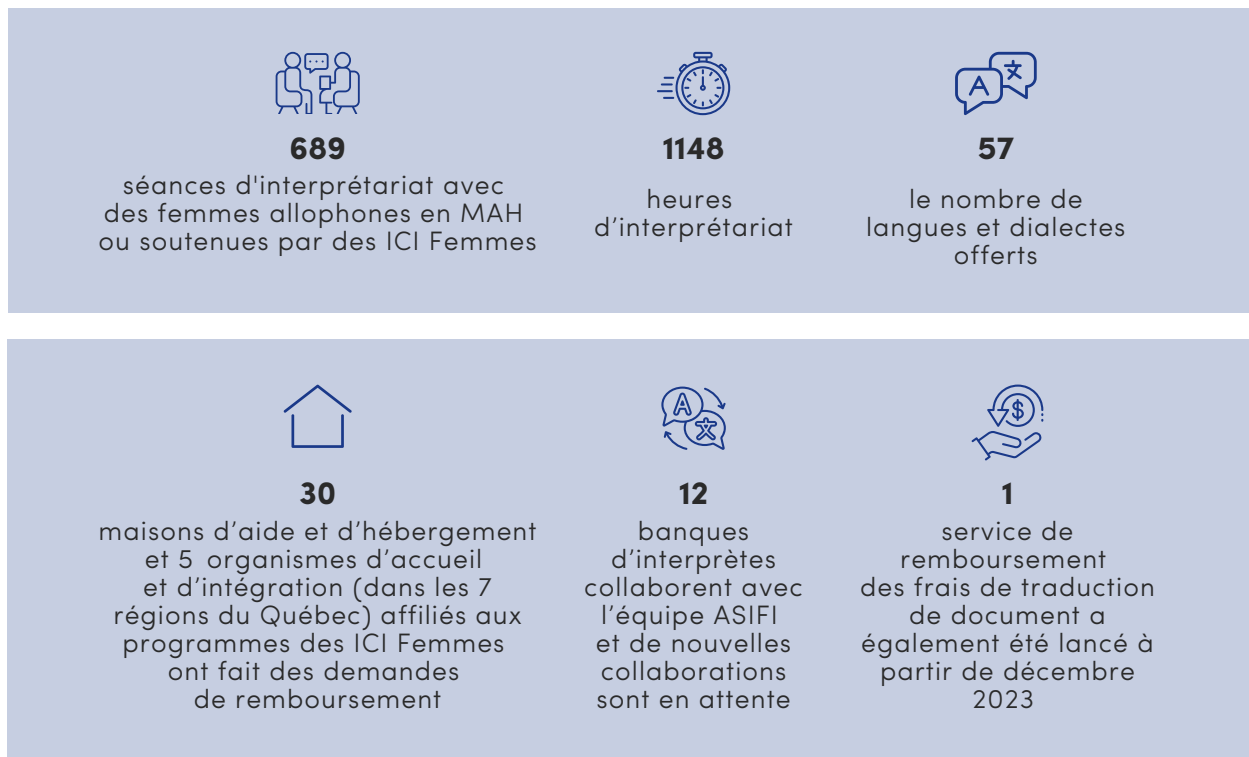 689
séances d'interprétariat avec
des femmes allophones en MAH
ou soutenues par des ICI Femmes
1148
heures
d’interprétariat
A
文
57
le nombre de
langues et dialectes
offerts
30
maisons d’aide et d’hébergement
et 5 organismes d’accueil
et d’intégration (dans les 7
régions du Québec) affiliés aux
programmes des ICI Femmes
ont fait des demandes
de remboursement
A
文
12
banques
d’interprètes
collaborent avec
l’équipe ASIFI
et de nouvelles
collaborations
sont en attente
$
1
service de
remboursement
des frais de traduction
de document a
également été lancé à
partir de décembre
2023